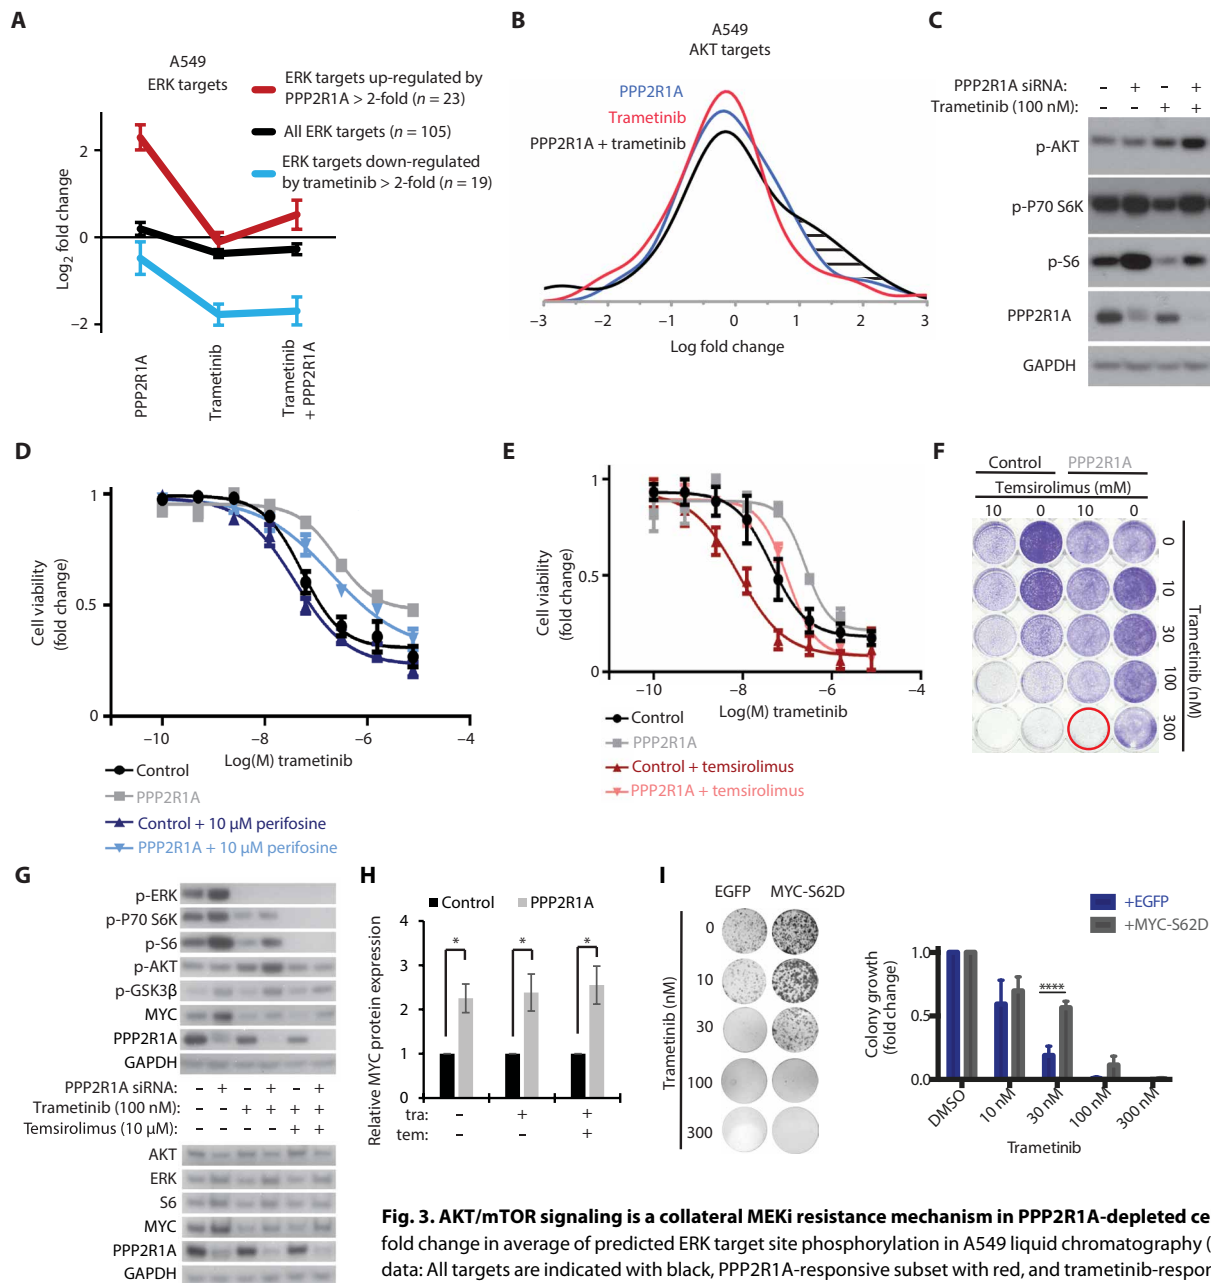 A
A549
ERK targets
ERK targets up-regulated by
PPP2R1A > 2-fold (n = 23)
All ERK targets (n = 105)
ERK targets down-regulated
by trametinib > 2-fold (n = 19)
Log2 fold change
2
0
−2
PPP2R1A
Trametinib
Trametinib
+ PPP2R1A
B
A549
AKT targets
PPP2R1A
Trametinib
PPP2R1A + trametinib
−3 −2 −1 0 1 2 3
Log fold change
C
PPP2R1A siRNA: − + − +
Trametinib (100 nM): − − + +
p-AKT
p-P70 S6K
p-S6
PPP2R1A
GAPDH
D
Cell viability
(fold change)
1
0.5
0
−10 −8 −6 −4
Log(M) trametinib
Control
PPP2R1A
Control + 10 µM perifosine
PPP2R1A + 10 µM perifosine
E
Cell viability
(fold change)
1
0.5
0
−10 −8 −6 −4
Log(M) trametinib
Control
PPP2R1A
Control + temsirolimus
PPP2R1A + temsirolimus
F
Control PPP2R1A
Temsirolimus (mM)
10 0 10 0
0
10
30
100
300
Trametinib (nM)
G
p-ERK
p-P70 S6K
p-S6
p-AKT
p-GSK3β
MYC
PPP2R1A
GAPDH
PPP2R1A siRNA: − + − + − +
Trametinib (100 nM): − − + + + +
Temsirolimus (10 µM): − − − − + +
AKT
ERK
S6
MYC
PPP2R1A
GAPDH
H
Control PPP2R1A
Relative MYC protein expression
4
3
2
1
0
* * *
tra: − + +
tem: − − +
I
EGFP MYC-S62D
Trametinib (nM)
0
10
30
100
300
+EGFP
+MYC-S62D
Colony growth
(fold change)
1.0
0.5
0.0
****
DMSO
10 nM
30 nM
100 nM
300 nM
Trametinib
Fig. 3. AKT/mTOR signaling is a collateral MEKi resistance mechanism in PPP2R1A-depleted ce
fold change in average of predicted ERK target site phosphorylation in A549 liquid chromatography (
data: All targets are indicated with black, PPP2R1A-responsive subset with red, and trametinib-respor